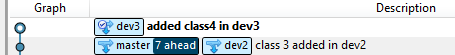 Graph Description
dev3 added class4 in dev3
master 7 ahead dev2 class 3 added in dev2